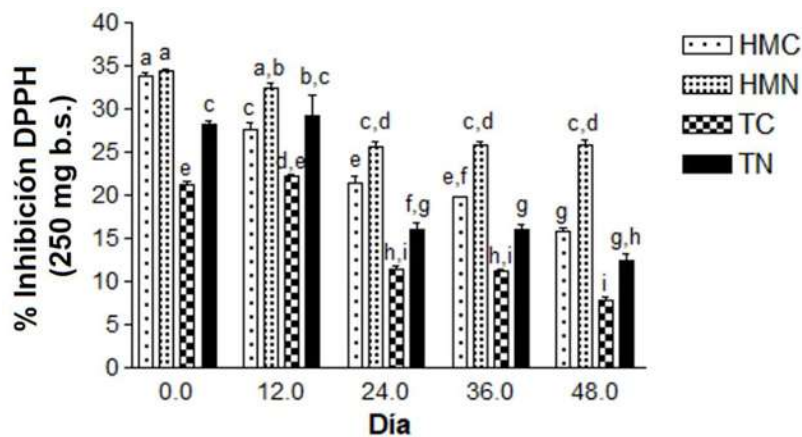 % Inhibición DPPH
(250 mg b.s.)
40
35
30
25
20
15
10
5
0
a a e c
c a,b d,e b,c
e c,d h,i f,g
e,f c,d h,i g
g c,d i g,h
0.0 12.0 24.0 36.0 48.0
Día
HMC
HMN
TC
TN